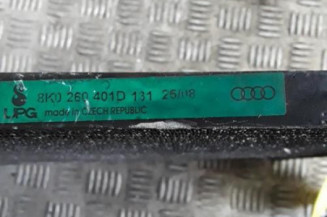 8K0 260 401D 131 25/08
UPG made in CZECH REPUBLIC